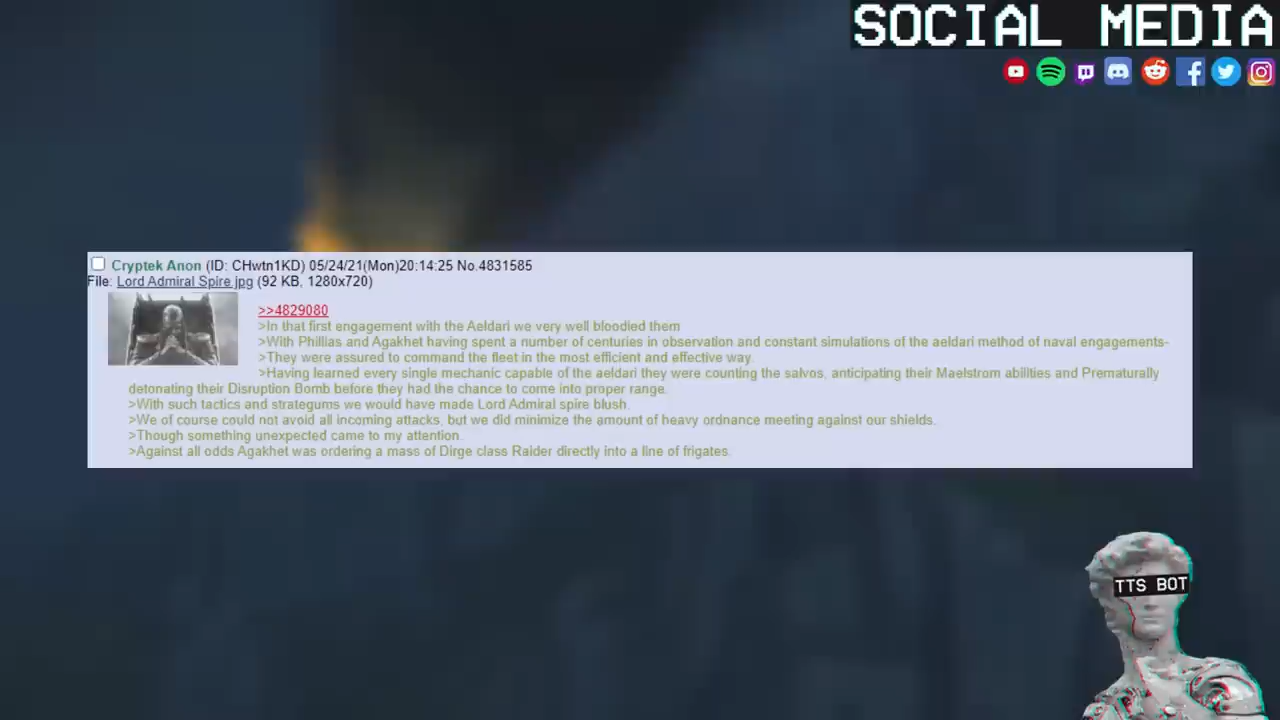 SOCIAL MEDIA
Cryptek Anon (ID: CHwtn1KD) 05/24/21(Mon)20:14:25 No.4831585
File: Lord Admiral Spire.jpg (92 KB, 1280x720)
>>4829080
>In that first engagement with the Aeldari we very well bloodied them
>With Phillias and Agakhet having spent a number of centuries in observation and constant simulations of the aeldari method of naval engagements-
>They were assured to command the fleet in the most efficient and effective way.
>Having learned every single mechanic capable of the aeldari they were counting the salvos, anticipating their Maelstrom abilities and Prematurally
detonating their Disruption Bomb before they had the chance to come into proper range.
>With such tactics and strategums we would have made Lord Admiral spire blush.
>We of course could not avoid all incoming attacks, but we did minimize the amount of heavy ordnance meeting against our shields.
>Though something unexpected came to my attention.
>Against all odds Agakhet was ordering a mass of Dirge class Raider directly into a line of frigates.
TTS BOT